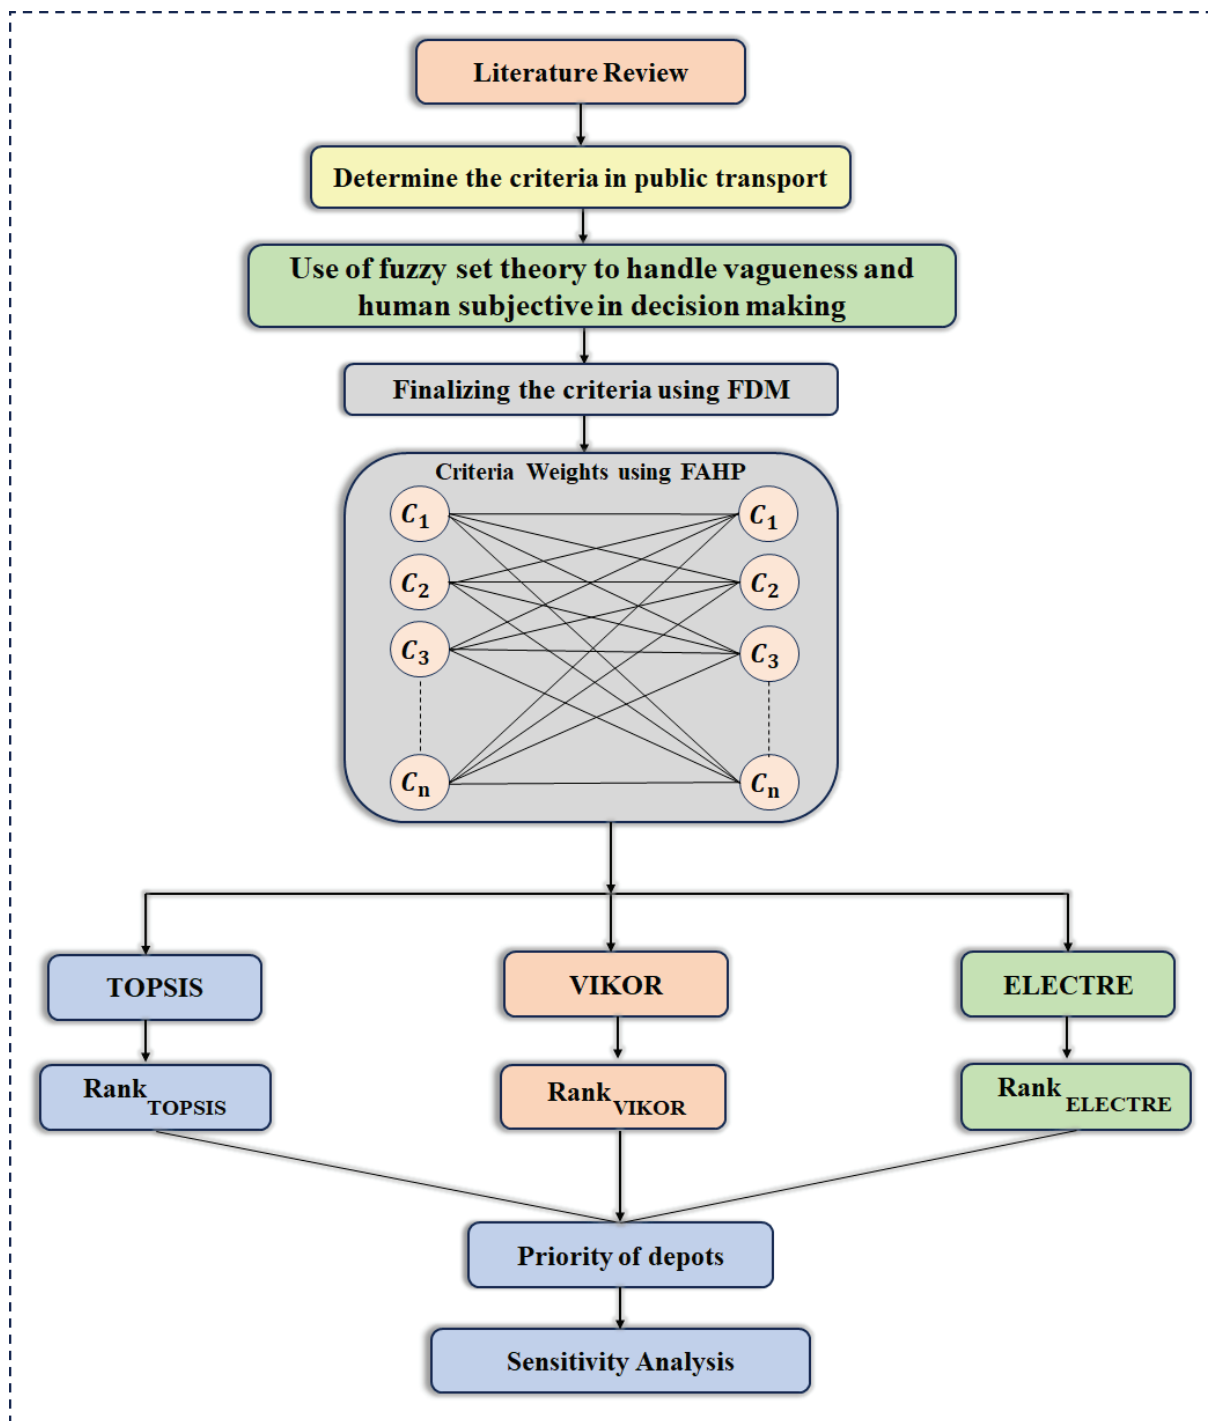 Literature Review
Determine the criteria in public transport
Use of fuzzy set theory to handle vagueness and
human subjective in decision making
Finalizing the criteria using FDM
Criteria Weights using FAHP
C1 C1
C2 C2
C3 C3
Cn Cn
TOPSIS VIKOR ELECTRE
RankTOPSIS RankVIKOR RankELECTRE
Priority of depots
Sensitivity Analysis